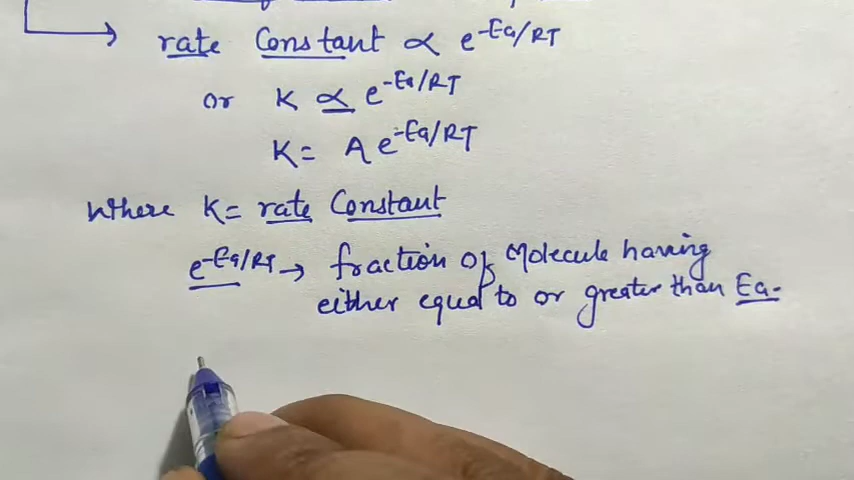 rate Constant ∝ e^-Ea/RT
or K ∝ e^-Ea/RT
K = A e^-Ea/RT
Where K = rate Constant
e^-Ea/RT → fraction of Molecule having
either equal to or greater than Ea.